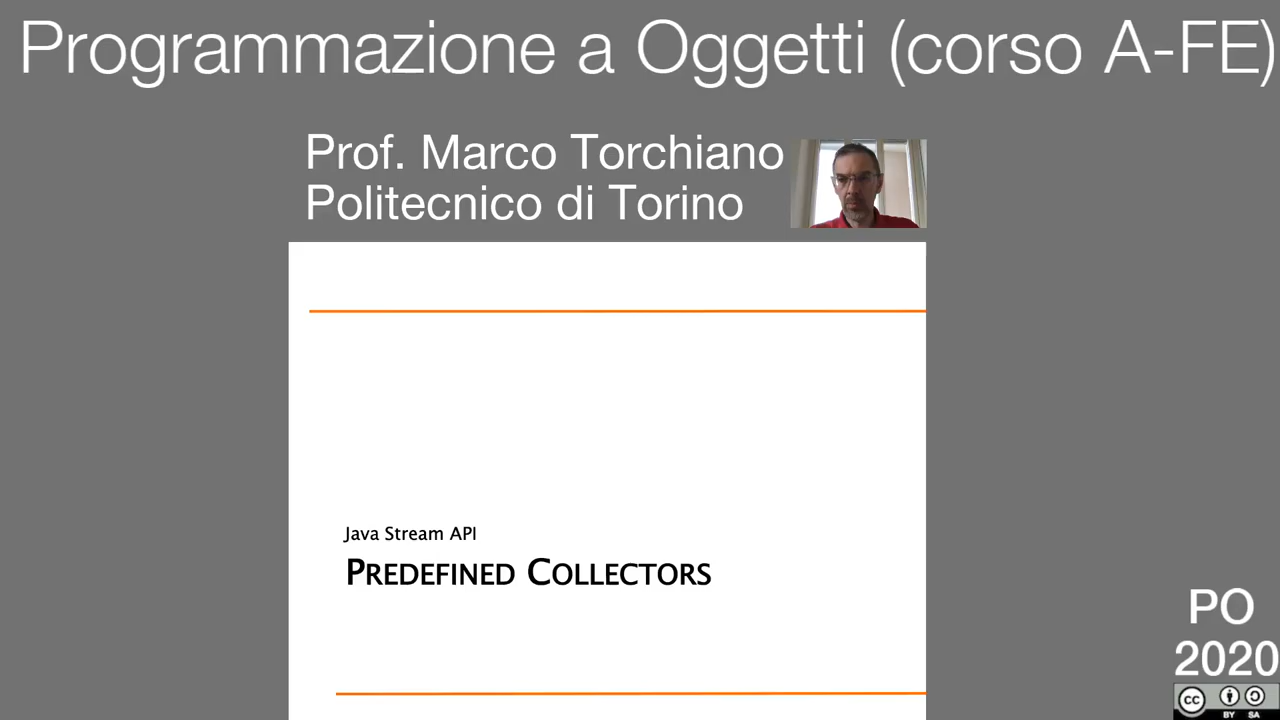 Programmazione a Oggetti (corso A-FE)
Prof. Marco Torchiano
Politecnico di Torino
Java Stream API
PREDEFINED COLLECTORS
PO
2020
cc
BY SA